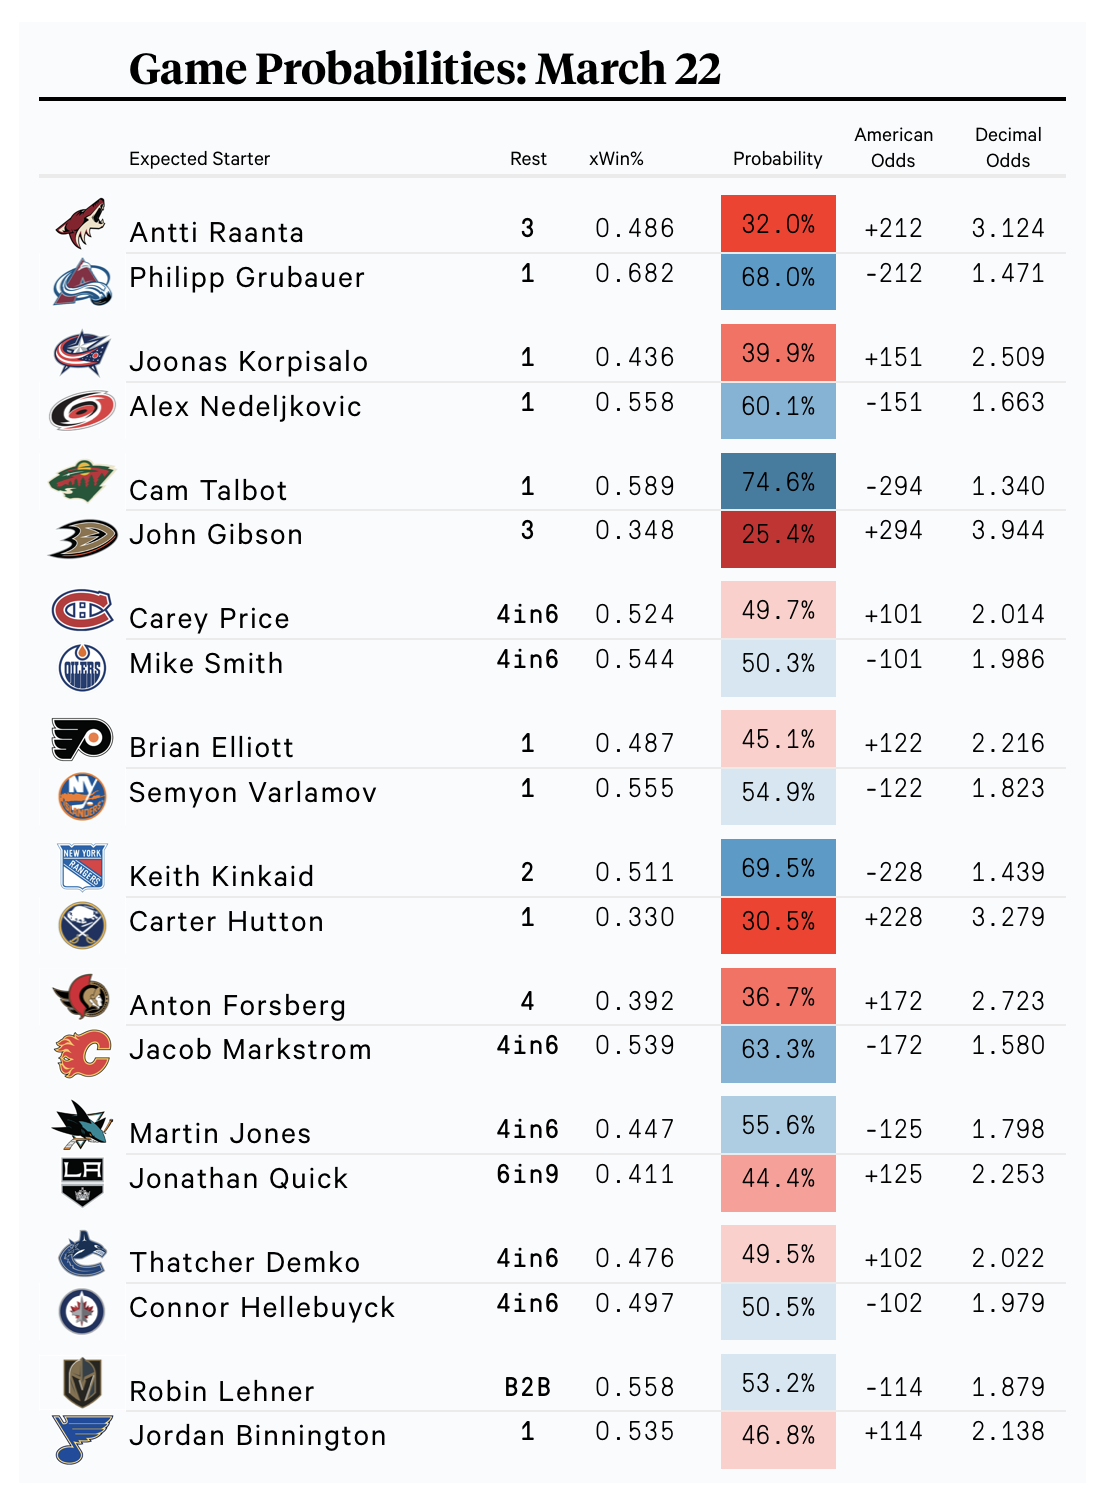 Game Probabilities: March 22
Expected Starter Rest xWin% Probability American Odds Decimal Odds
Antti Raanta 3 0.486 32.0% +212 3.124
Philipp Grubauer 1 0.682 68.0% -212 1.471
Joonas Korpisalo 1 0.436 39.9% +151 2.509
Alex Nedeljkovic 1 0.558 60.1% -151 1.663
Cam Talbot 1 0.589 74.6% -294 1.340
John Gibson 3 0.348 25.4% +294 3.944
Carey Price 4in6 0.524 49.7% +101 2.014
OILERS
Mike Smith 4in6 0.544 50.3% -101 1.986
Brian Elliott 1 0.487 45.1% +122 2.216
NY ISLANDERS
Semyon Varlamov 1 0.555 54.9% -122 1.823
NEW YORK RANGERS
Keith Kinkaid 2 0.511 69.5% -228 1.439
Carter Hutton 1 0.330 30.5% +228 3.279
Anton Forsberg 4 0.392 36.7% +172 2.723
Jacob Markstrom 4in6 0.539 63.3% -172 1.580
Martin Jones 4in6 0.447 55.6% -125 1.798
LA
Jonathan Quick 6in9 0.411 44.4% +125 2.253
Thatcher Demko 4in6 0.476 49.5% +102 2.022
Connor Hellebuyck 4in6 0.497 50.5% -102 1.979
Robin Lehner B2B 0.558 53.2% -114 1.879
Jordan Binnington 1 0.535 46.8% +114 2.138